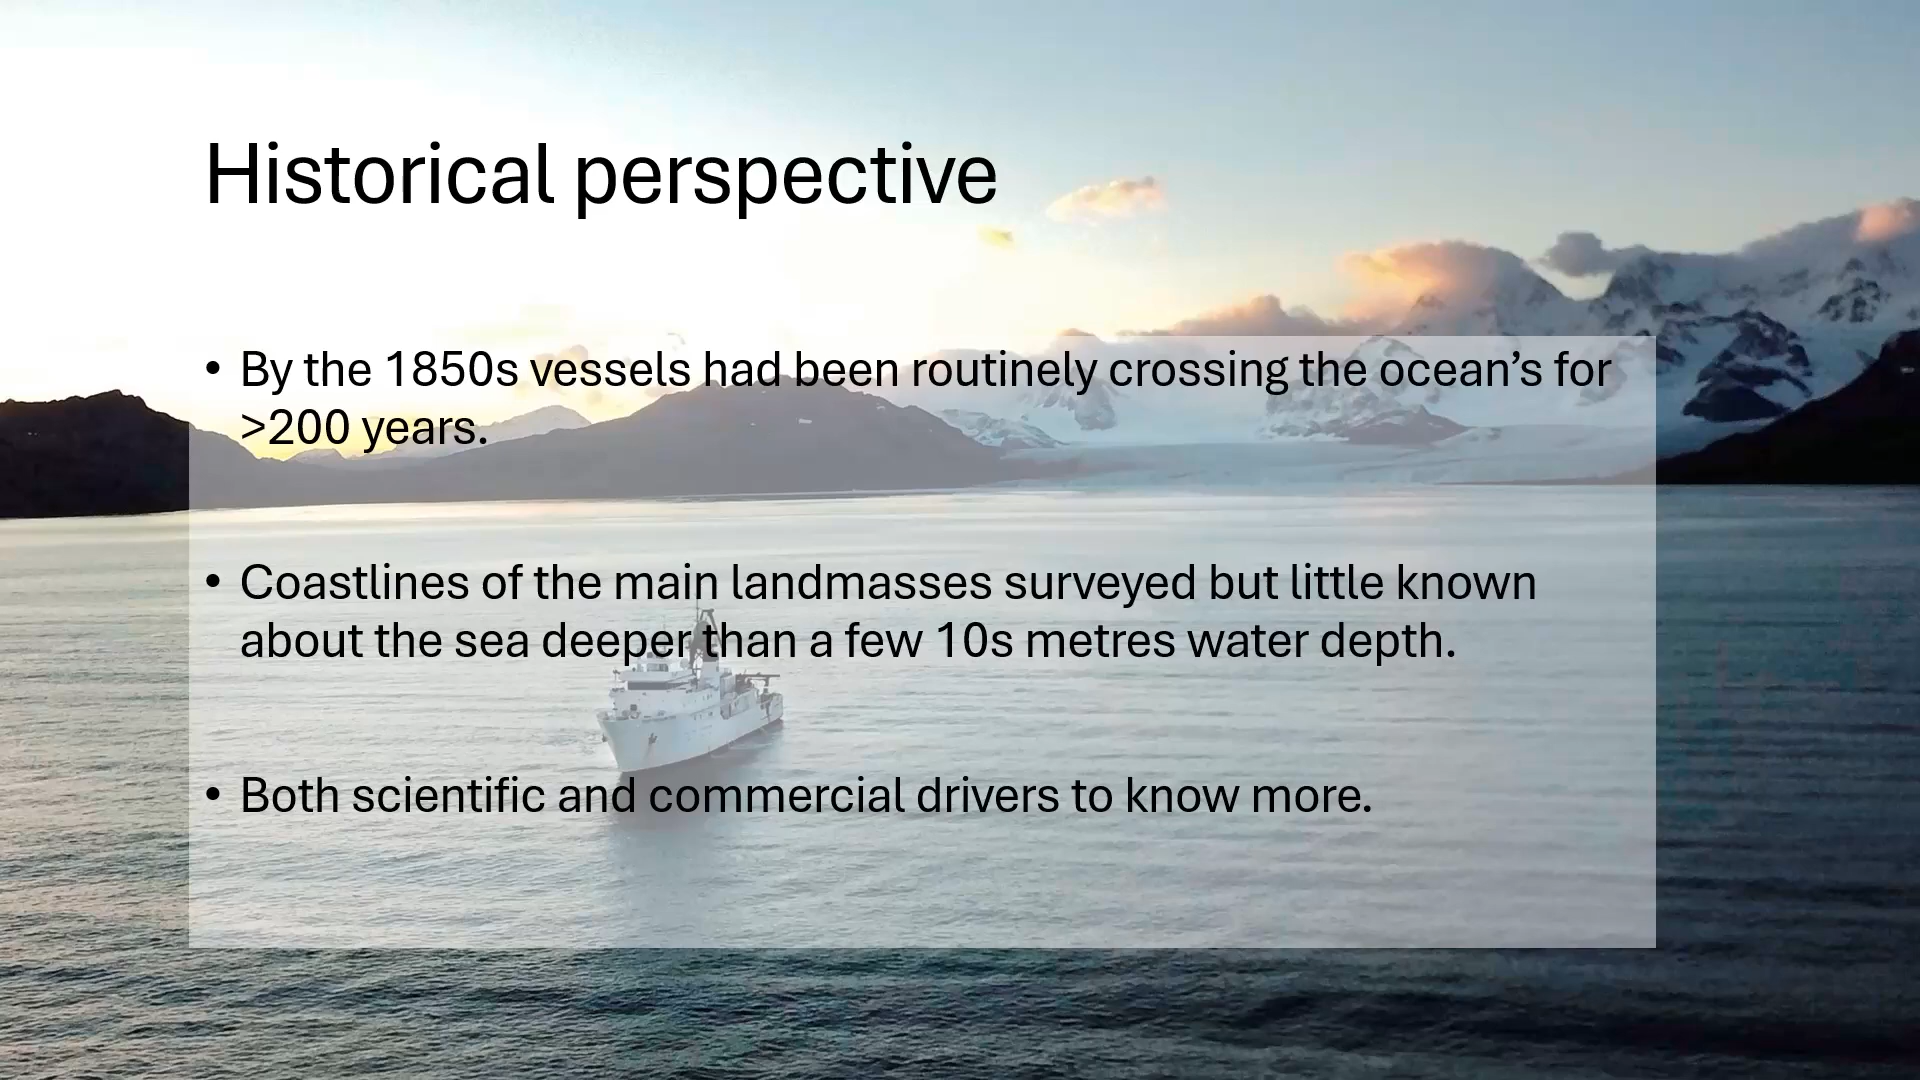 Historical perspective
• By the 1850s vessels had been routinely crossing the ocean’s for
>200 years.
• Coastlines of the main landmasses surveyed but little known
about the sea deeper than a few 10s metres water depth.
• Both scientific and commercial drivers to know more.